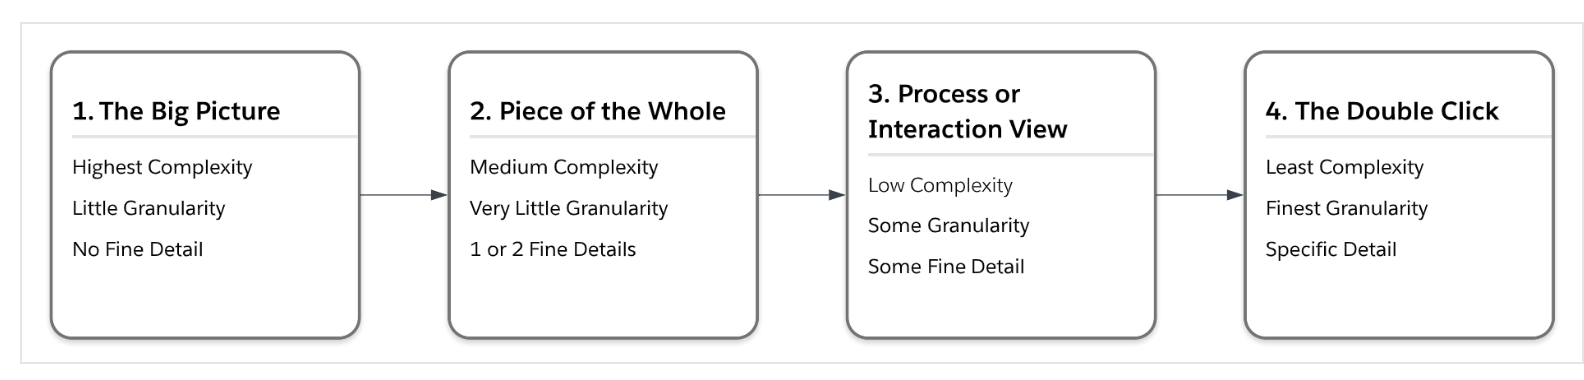 1. The Big Picture
Highest Complexity
Little Granularity
No Fine Detail
2. Piece of the Whole
Medium Complexity
Very Little Granularity
1 or 2 Fine Details
3. Process or
Interaction View
Low Complexity
Some Granularity
Some Fine Detail
4. The Double Click
Least Complexity
Finest Granularity
Specific Detail